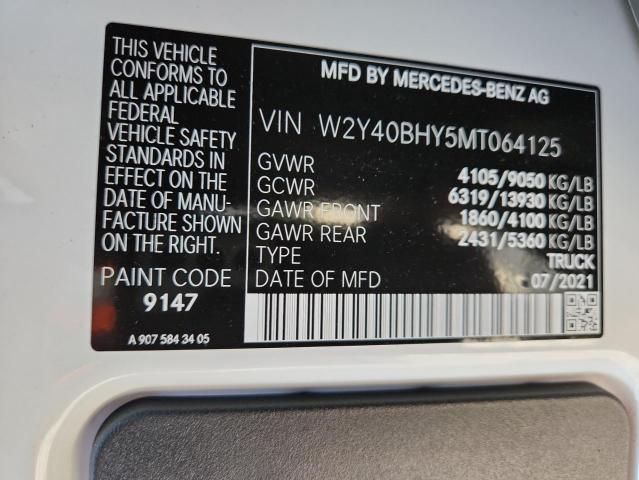 THIS VEHICLE
CONFORMS TO
ALL APPLICABLE
FEDERAL
VEHICLE SAFETY
STANDARDS IN
EFFECT ON THE
DATE OF MANU-
FACTURE SHOWN
ON THE RIGHT.
PAINT CODE
9147
A 907 584 34 05
MFD BY MERCEDES-BENZ AG
VIN W2Y40BHY5MT064125
GVWR 4105/9050 KG/LB
GCWR 6319/13930 KG/LB
GAWR FRONT 1860/4100 KG/LB
GAWR REAR 2431/5360 KG/LB
TYPE TRUCK
DATE OF MFD 07/2021